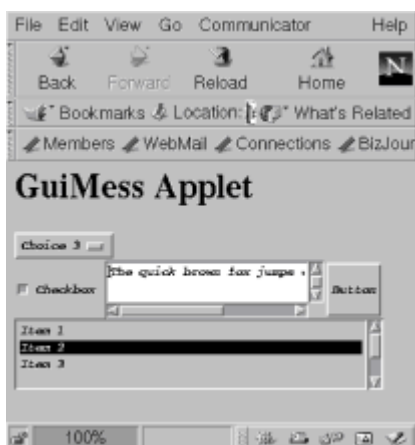 File Edit View Go Communicator Help
Back Forward Reload Home N
Bookmarks Location: What's Related
Members WebMail Connections BizJour
GuiMess Applet
Choice 3
Checkbox
The quick brown fox jumps
Button
Item 1
Item 2
Item 3
100%